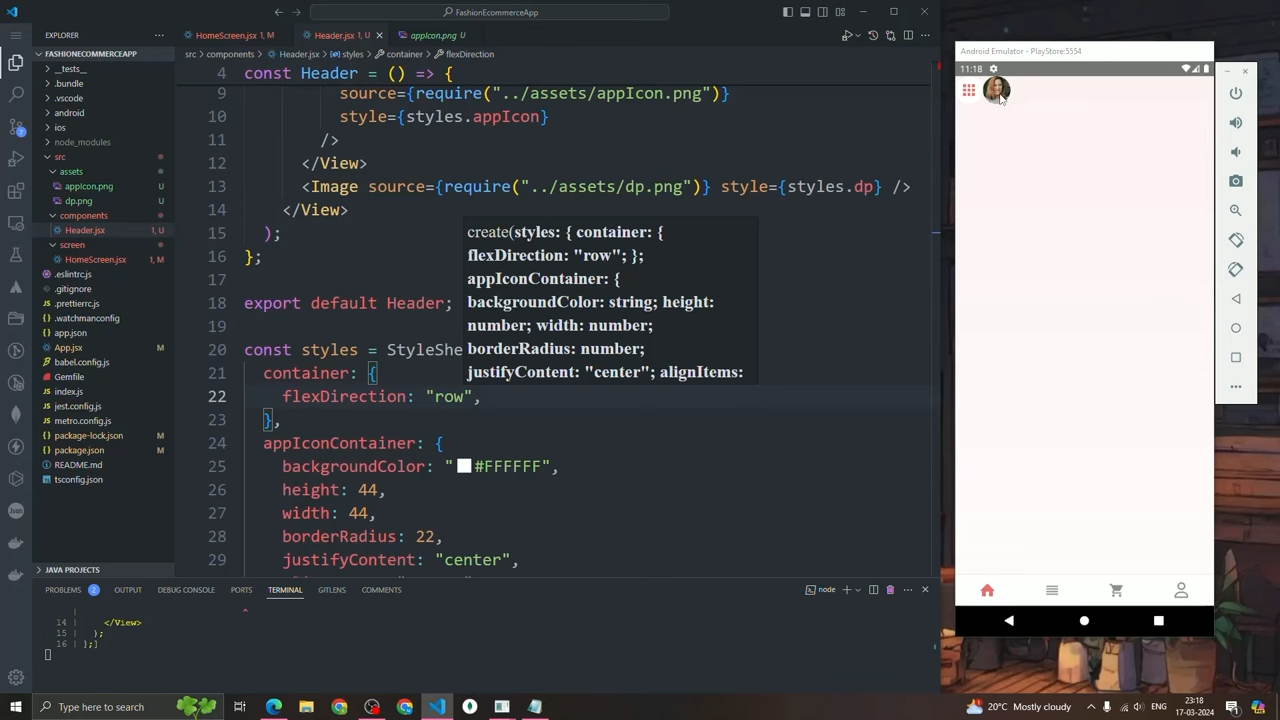 FashionEcommerceApp
EXPLORER
HomeScreen.jsx 1, M
Header.jsx 1, U
appIcon.png U
FASHIONECOMMERCEAPP
src > components > Header.jsx > styles > container > flexDirection
__tests__
.bundle
.vscode
android
ios
node_modules
src
assets
appIcon.png U
dp.png U
components
Header.jsx 1, U
screen
HomeScreen.jsx 1, M
.eslintrc.js
.gitignore
.prettierrc.js
.watchmanconfig
app.json
App.jsx M
babel.config.js
Gemfile
index.js
jest.config.js
metro.config.js
package-lock.json M
package.json M
README.md
tsconfig.json
JAVA PROJECTS
4 const Header = () => {
9 source={require("../assets/appIcon.png")}
10 style={styles.appIcon}
11 />
12 </View>
13 <Image source={require("../assets/dp.png")} style={styles.dp} />
14 </View>
15 );
16 };
17
18 export default Header;
19
20 const styles = StyleShe
21 container: {
22 flexDirection: "row",
23 },
24 appIconContainer: {
25 backgroundColor: "#FFFFFF",
26 height: 44,
27 width: 44,
28 borderRadius: 22,
29 justifyContent: "center",
create(styles: { container: {
flexDirection: "row"; };
appIconContainer: {
backgroundColor: string; height:
number; width: number;
borderRadius: number;
justifyContent: "center"; alignItems:
PROBLEMS 2 OUTPUT DEBUG CONSOLE PORTS TERMINAL GITLENS COMMENTS
node
|
14 | </View>
15 | );
16 | };]
Android Emulator - PlayStore:5554
11:18
Json
Type here to search
20°C Mostly cloudy
ENG
23:18
17-03-2024